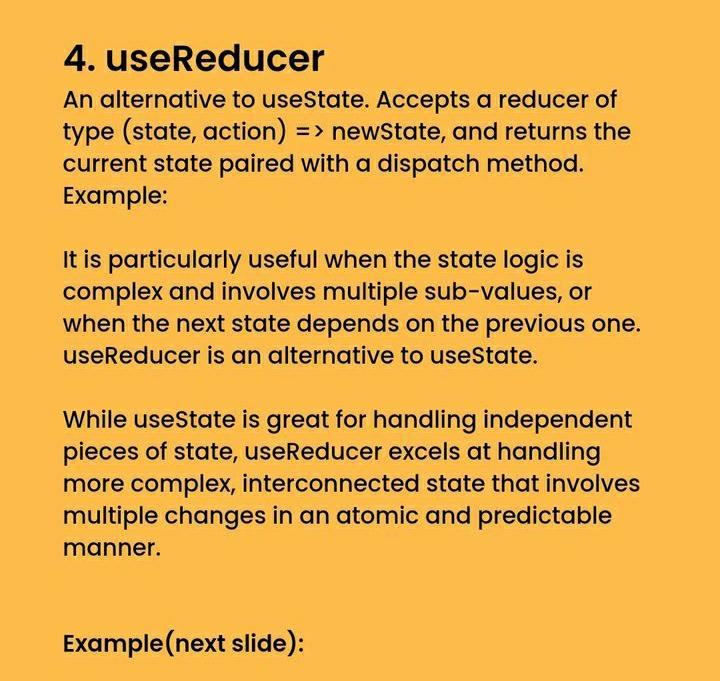 4. useReducer
An alternative to useState. Accepts a reducer of
type (state, action) => newState, and returns the
current state paired with a dispatch method.
Example:
It is particularly useful when the state logic is
complex and involves multiple sub-values, or
when the next state depends on the previous one.
useReducer is an alternative to useState.
While useState is great for handling independent
pieces of state, useReducer excels at handling
more complex, interconnected state that involves
multiple changes in an atomic and predictable
manner.
Example(next slide):